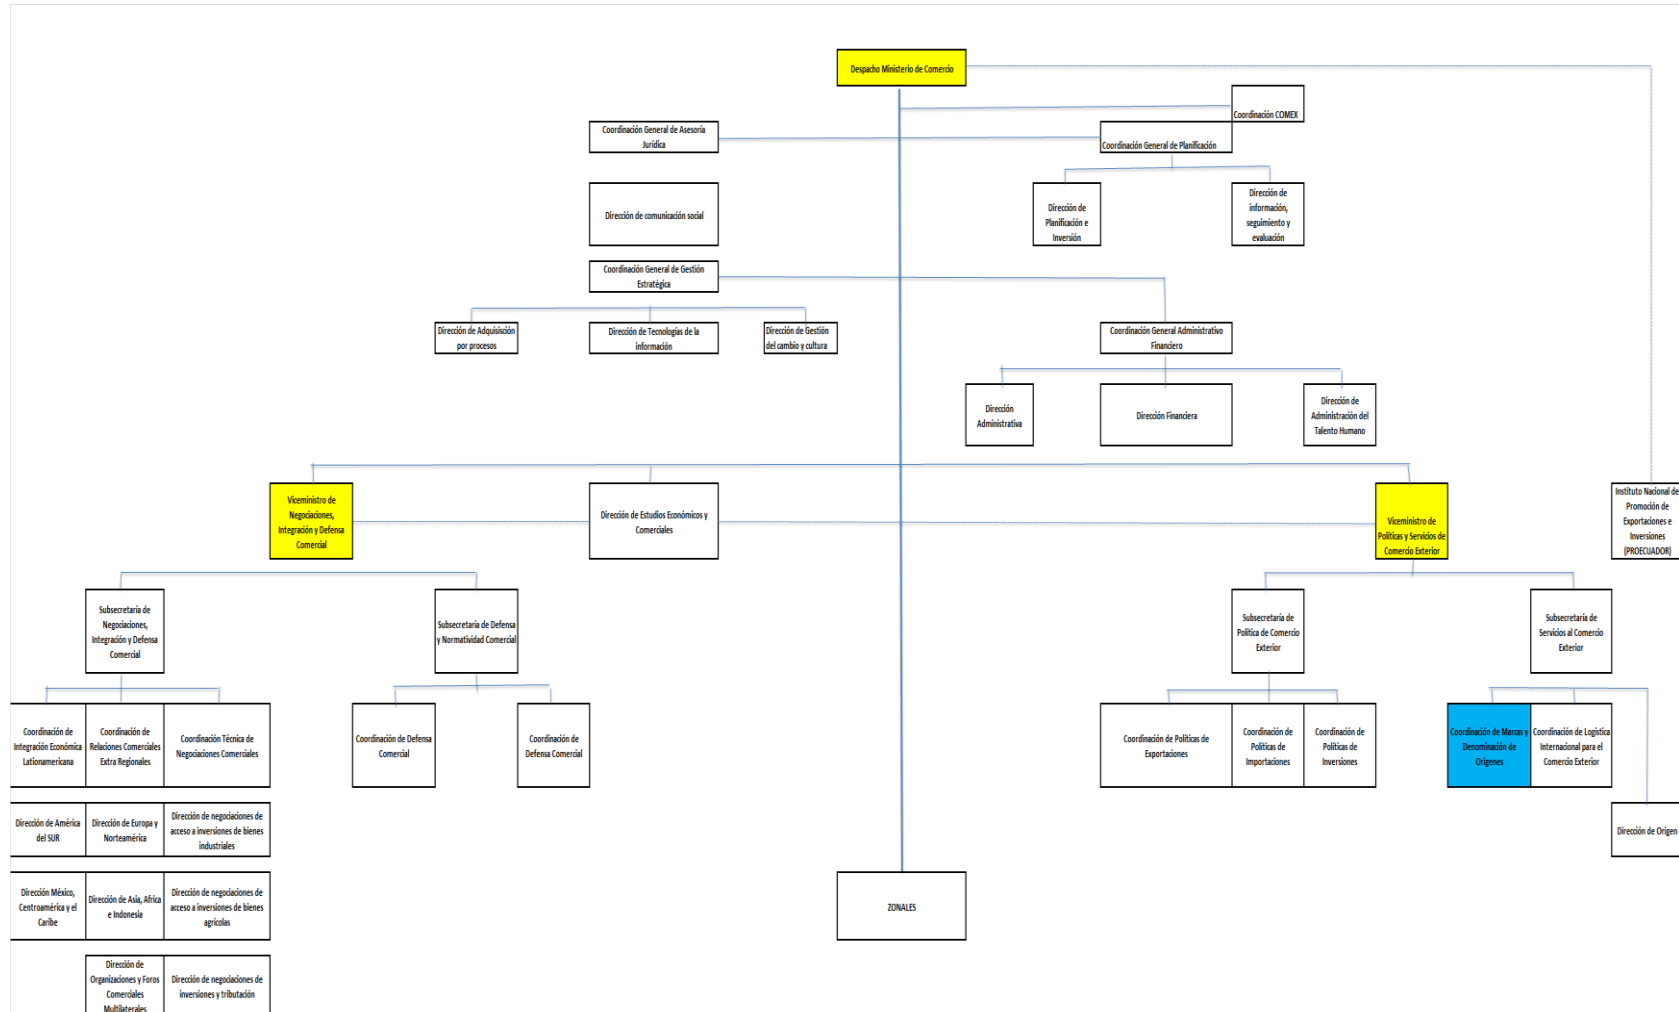 Despacho Ministerio de Comercio
Coordinación COMEX
Coordinación General de Asesoría
Jurídica
Coordinación General de Planificación
Dirección de comunicación social
Dirección de
Planificación e
Inversión
Dirección de
información,
seguimiento y
evaluación
Coordinación General de Gestión
Estratégica
Dirección de Adquisisción
por procesos
Dirección de Tecnologías de la
información
Dirección de Gestión
del cambio y cultura
Coordinación General Administrativo
Financiero
Dirección
Administrativa
Dirección Financiera
Dirección de
Administración del
Talento Humano
Viceministro de
Negociaciones,
Integración y Defensa
Comercial
Dirección de Estudios Económicos y
Comerciales
Viceministro de
Políticas y Servicios de
Comercio Exterior
Instituto Nacional de
Promoción de
Exportaciones e
Inversiones
(PROECUADOR)
Subsecretaría de
Negociaciones,
Integración y Defensa
Comercial
Subsecretaría de Defensa
y Normatividad Comercial
Subsecretaría de
Política de Comercio
Exterior
Subsecretaría de
Servicios al Comercio
Exterior
Coordinación de
Integración Económica
Lationamericana
Coordinación de
Relaciones Comerciales
Extra Regionales
Coordinación Técnica de
Negociaciones Comerciales
Coordinación de Defensa
Comercial
Coordinación de
Defensa Comercial
Coordinación de Políticas de
Exportaciones
Coordinación de
Políticas de
Importaciones
Coordinación de
Políticas de
Inversiones
Coordinación de Marcas y
Denominación de
Origenes
Coordinación de Logística
Internacional para el
Comercio Exterior
Dirección de América
del SUR
Dirección de Europa y
Norteamérica
Dirección de negociaciones de
acceso a inversiones de bienes
industriales
Dirección de Origen
Dirección México,
Centroamérica y el
Caribe
Dirección de Asia, Africa
e Indonesia
Dirección de negociaciones de
acceso a inversiones de bienes
agrícolas
ZONALES
Dirección de
Organizaciones y Foros
Comerciales
Multilaterales
Dirección de negociaciones de
inversiones y tributación